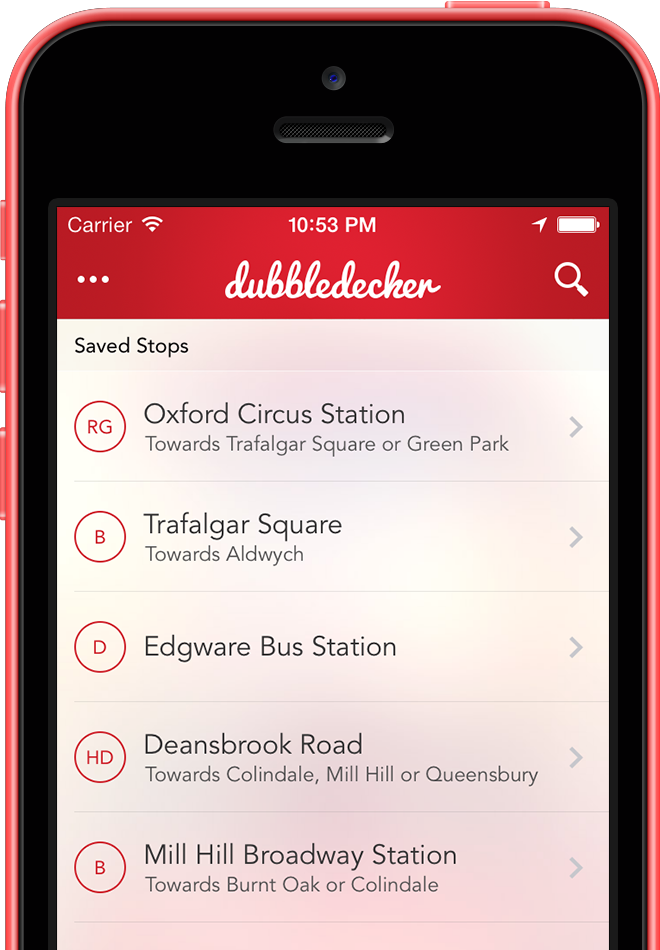 Carrier 10:53 PM
dubbledecker
Saved Stops
RG Oxford Circus Station
Towards Trafalgar Square or Green Park
B Trafalgar Square
Towards Aldwych
D Edgware Bus Station
HD Deansbrook Road
Towards Colindale, Mill Hill or Queensbury
B Mill Hill Broadway Station
Towards Burnt Oak or Colindale